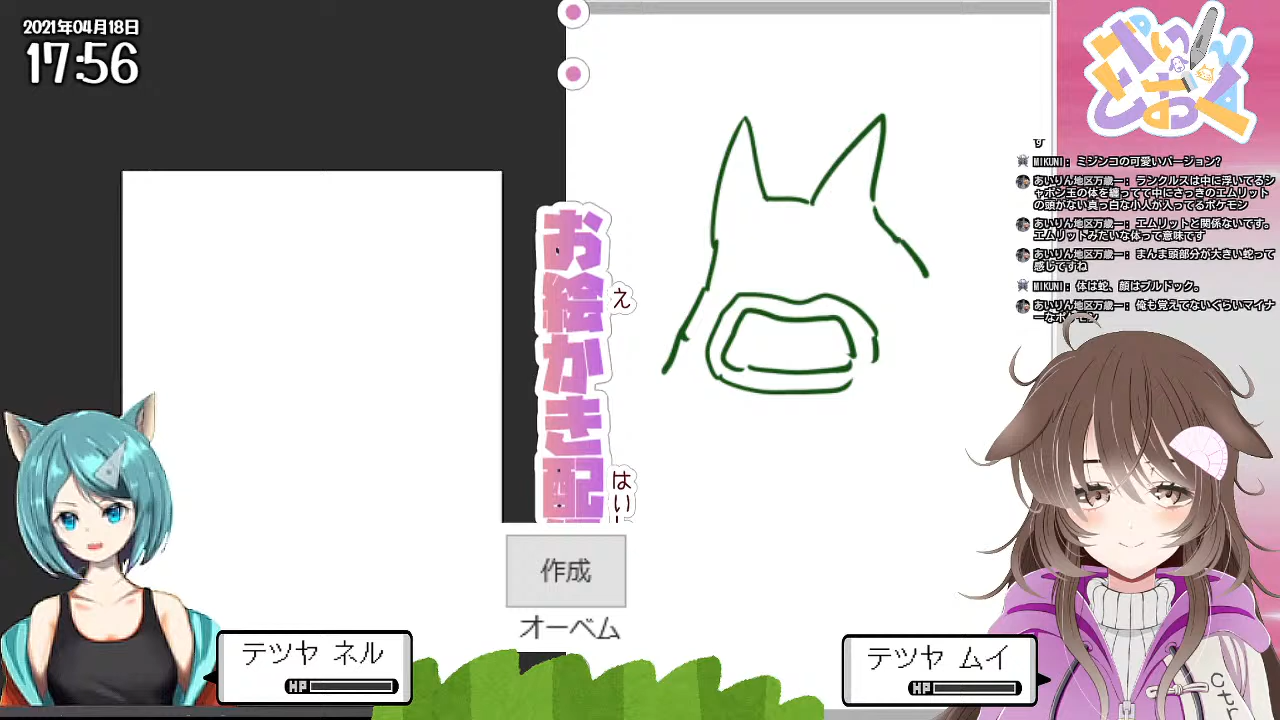 2021年04月18日
17:56
お絵かき配
え
はい
す
MIKUNI: ミジンコの可愛いバージョン?
あいりん地区万歳一: ランクルスは中に浮いてるシ
ャボン玉の体を纏ってて中にさっきのエムリット
の頭がない真っ白な小人が入ってるポケモン
あいりん地区万歳一: エムリットと関係ないです。
エムリットみたいな体って意味です
あいりん地区万歳一: まんま頭部分が大きい蛇って
感じですね
MIKUNI: 体は蛇、顔はブルドック。
あいりん地区万歳一: 俺も覚えてないぐらいマイナ
ーなポケモン
作成
オーベム
テツヤ ネル
HP
テツヤ ムイ
HP